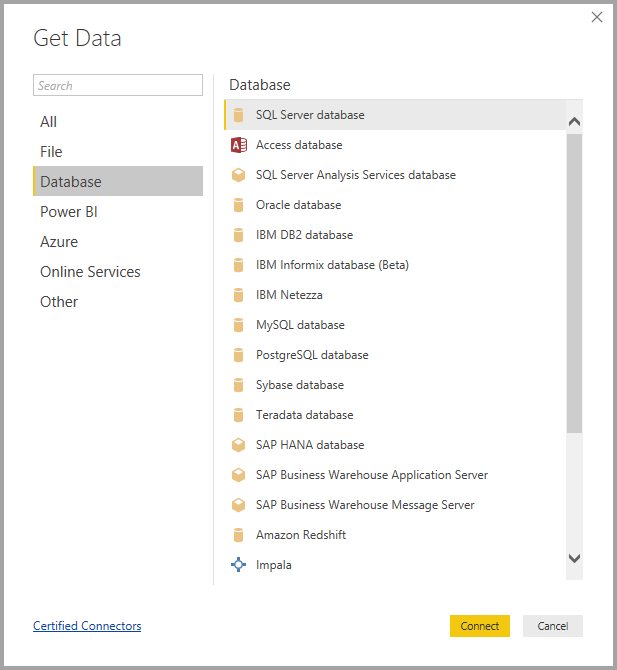 Get Data
Search
All
File
Database
Power BI
Azure
Online Services
Other
Database
SQL Server database
A
Access database
SQL Server Analysis Services database
Oracle database
IBM DB2 database
IBM Informix database (Beta)
IBM Netezza
MySQL database
PostgreSQL database
Sybase database
Teradata database
SAP HANA database
SAP Business Warehouse Application Server
SAP Business Warehouse Message Server
Amazon Redshift
Impala
Certified Connectors
Connect
Cancel